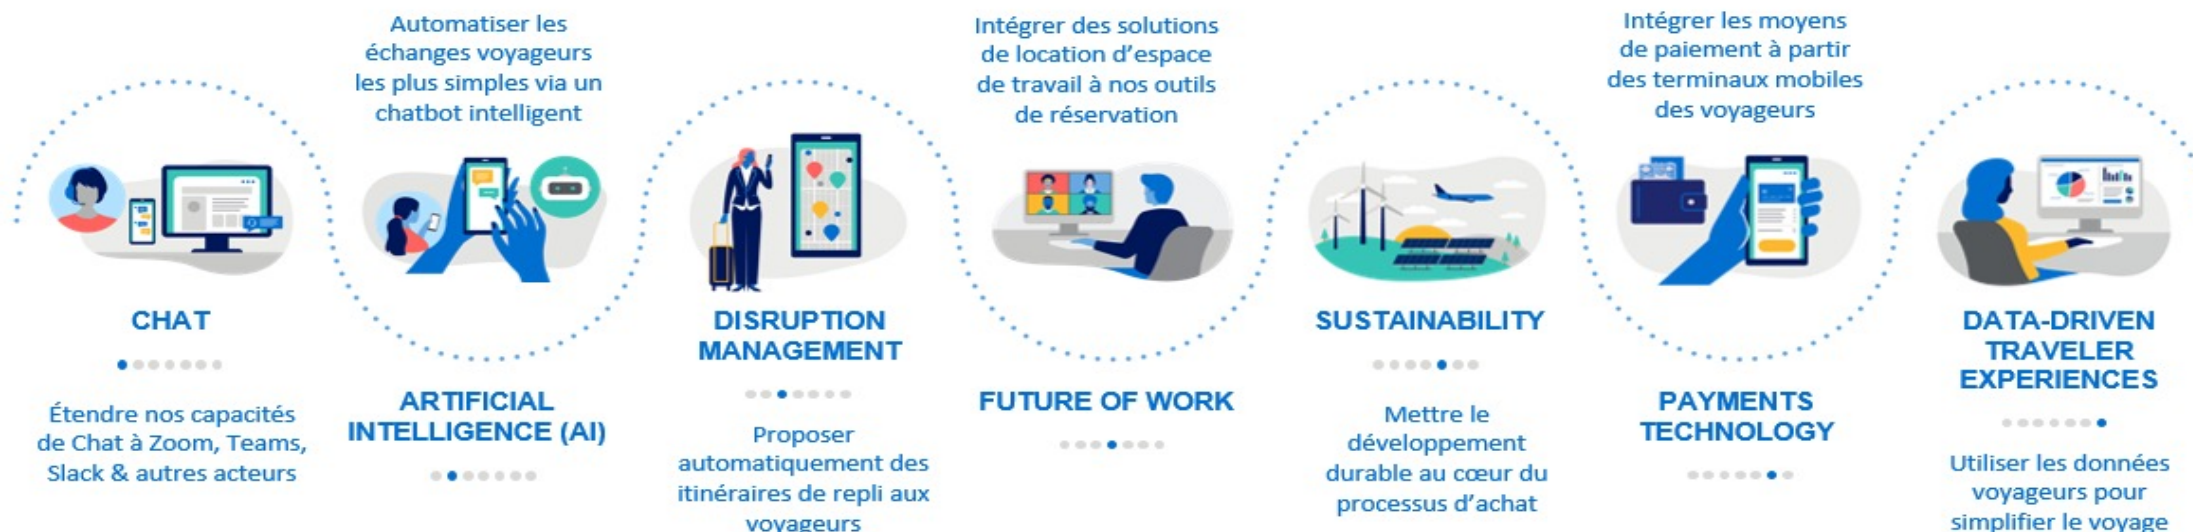 CHAT
Étendre nos capacités
de Chat à Zoom, Teams,
Slack & autres acteurs
Automatiser les
échanges voyageurs
les plus simples via un
chatbot intelligent
ARTIFICIAL
INTELLIGENCE (AI)
DISRUPTION
MANAGEMENT
Proposer
automatiquement des
itinéraires de repli aux
voyageurs
Intégrer des solutions
de location d’espace
de travail à nos outils
de réservation
FUTURE OF WORK
SUSTAINABILITY
Mettre le
développement
durable au cœur du
processus d’achat
Intégrer les moyens
de paiement à partir
des terminaux mobiles
des voyageurs
PAYMENTS
TECHNOLOGY
DATA-DRIVEN
TRAVELER
EXPERIENCES
Utiliser les données
voyageurs pour
simplifier le voyage